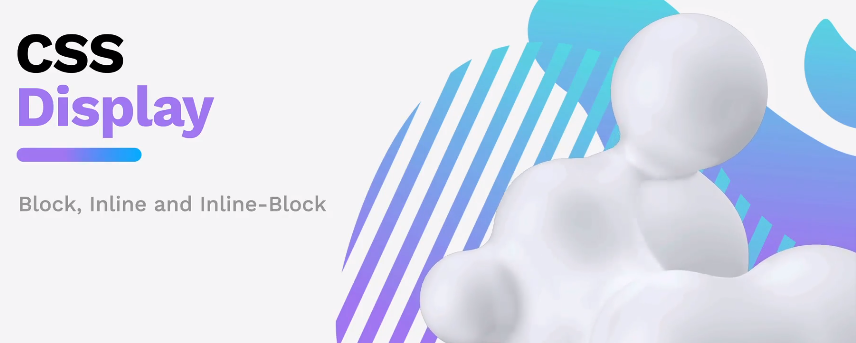 CSS
Display
Block, Inline and Inline-Block